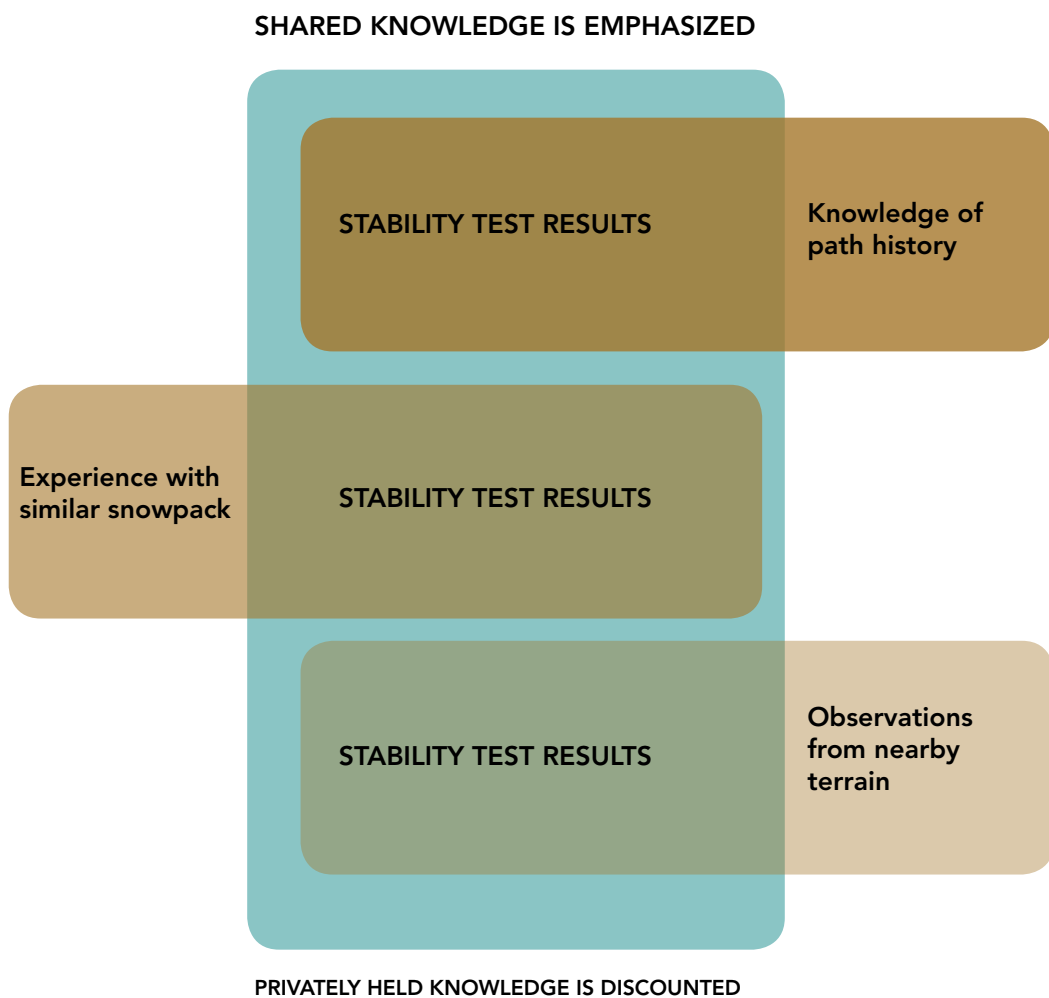 SHARED KNOWLEDGE IS EMPHASIZED
STABILITY TEST RESULTS
Knowledge of
path history
Experience with
similar snowpack
STABILITY TEST RESULTS
STABILITY TEST RESULTS
Observations
from nearby
terrain
PRIVATELY HELD KNOWLEDGE IS DISCOUNTED